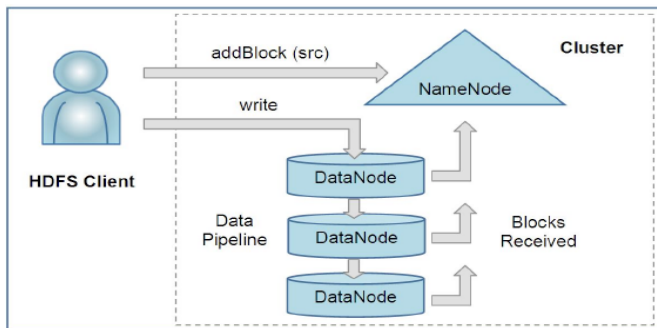 addBlock (src)
Cluster
NameNode
write
HDFS Client
DataNode
Data
Pipeline
DataNode
Blocks
Received
DataNode